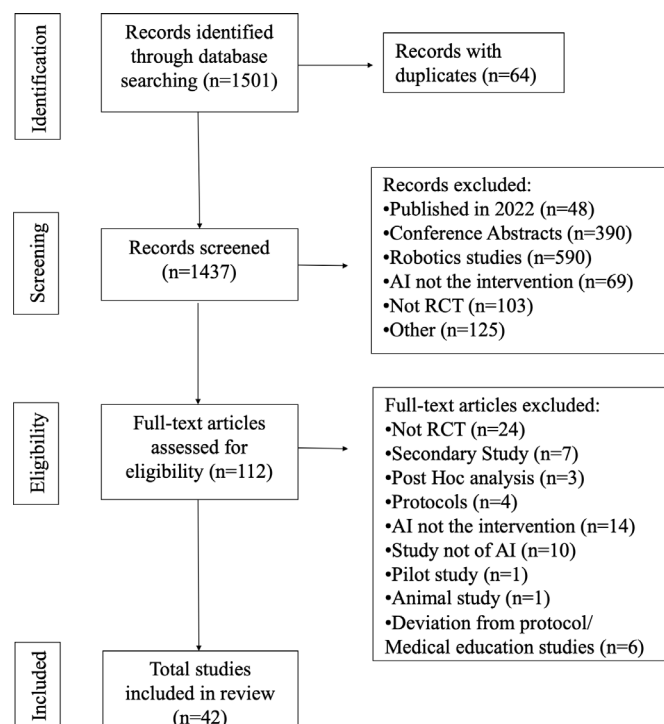 Identification
Records identified
through database
searching (n=1501)
Records with
duplicates (n=64)
Screening
Records screened
(n=1437)
Records excluded:
•Published in 2022 (n=48)
•Conference Abstracts (n=390)
•Robotics studies (n=590)
•AI not the intervention (n=69)
•Not RCT (n=103)
•Other (n=125)
Eligibility
Full-text articles
assessed for
eligibility (n=112)
Full-text articles excluded:
•Not RCT (n=24)
•Secondary Study (n=7)
•Post Hoc analysis (n=3)
•Protocols (n=4)
•AI not the intervention (n=14)
•Study not of AI (n=10)
•Pilot study (n=1)
•Animal study (n=1)
•Deviation from protocol/
Medical education studies (n=6)
Included
Total studies
included in review
(n=42)